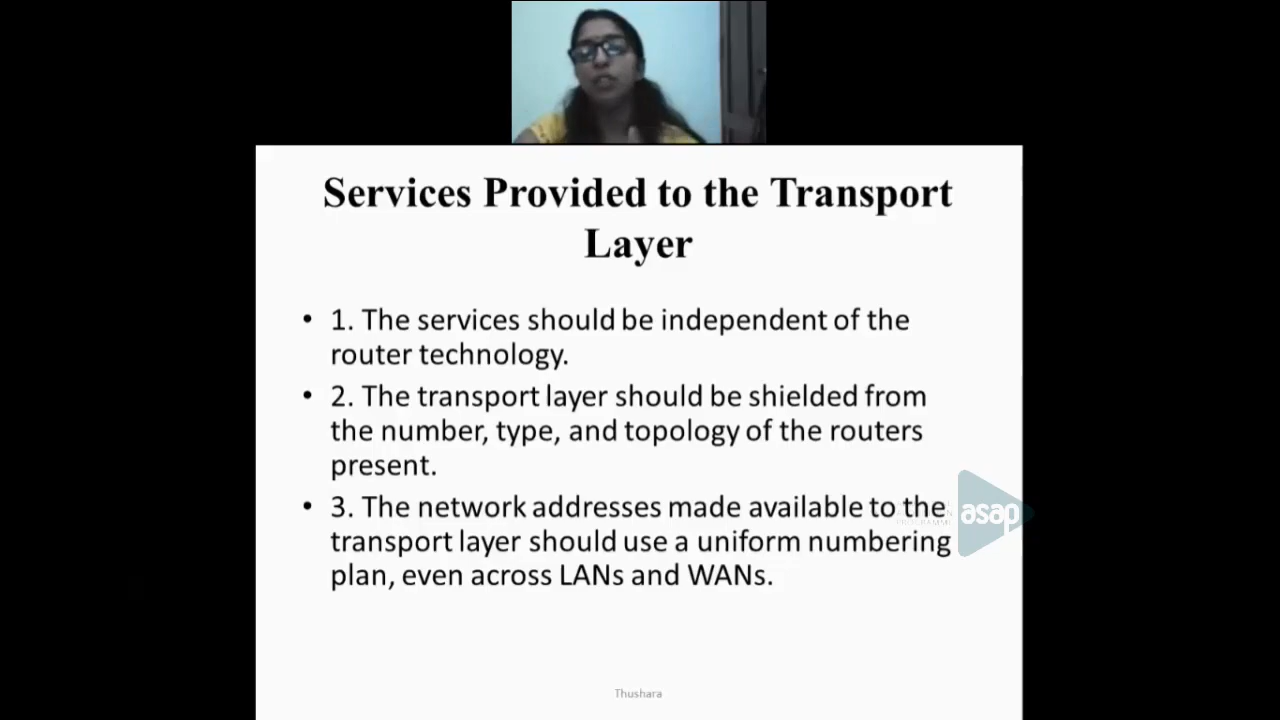 Services Provided to the Transport
Layer
• 1. The services should be independent of the
router technology.
• 2. The transport layer should be shielded from
the number, type, and topology of the routers
present.
• 3. The network addresses made available to the
transport layer should use a uniform numbering
plan, even across LANs and WANs.
asap
Thushara